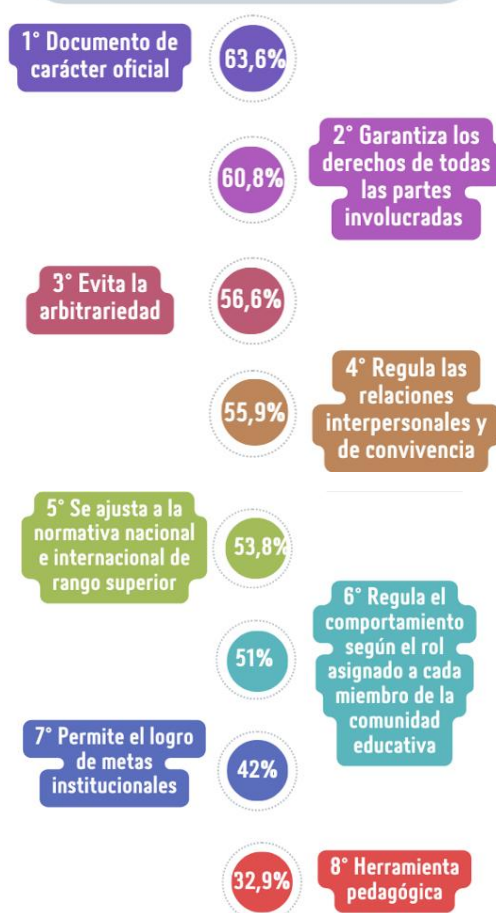 1° Documento de
carácter oficial
63,6%
2° Garantiza los
derechos de todas
las partes
involucradas
60,8%
3° Evita la
arbitrariedad
56,6%
4° Regula las
relaciones
interpersonales y
de convivencia
55,9%
5° Se ajusta a la
normativa nacional
e internacional de
rango superior
53,8%
6° Regula el
comportamiento
según el rol
asignado a cada
miembro de la
comunidad
educativa
51%
7° Permite el logro
de metas
institucionales
42%
8° Herramienta
pedagógica
32,9%